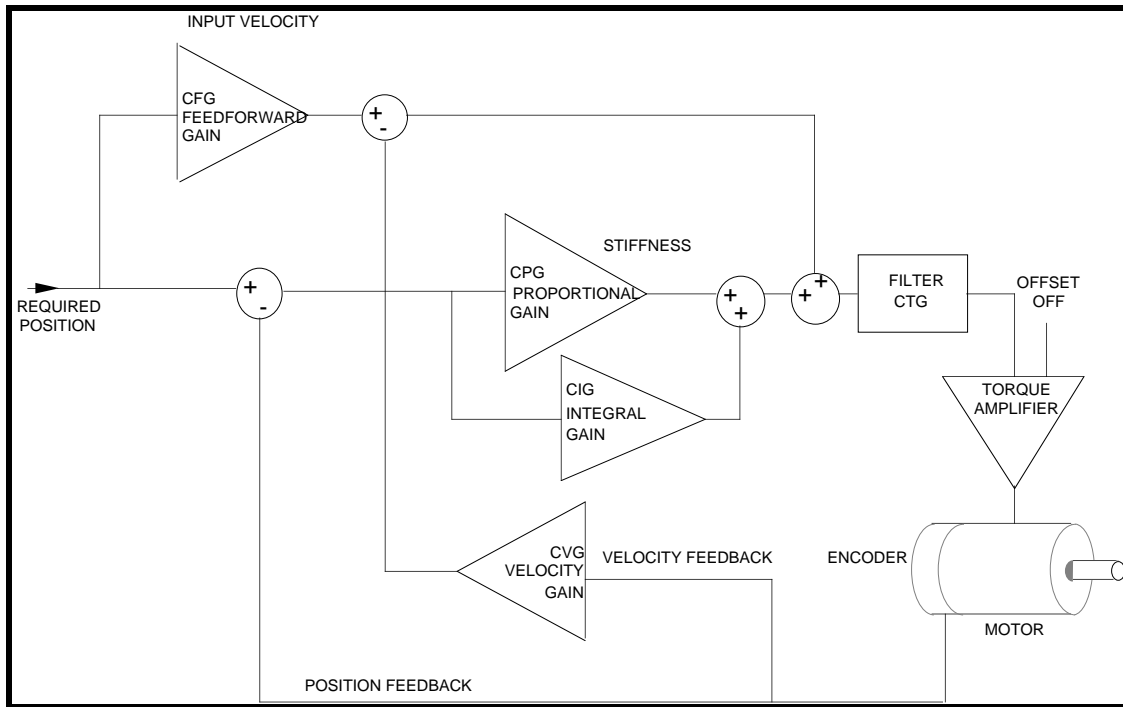 INPUT VELOCITY
CFG
FEEDFORWARD
GAIN
+
-
REQUIRED
POSITION
+
-
STIFFNESS
CPG
PROPORTIONAL
GAIN
+
+
+
+
CIG
INTEGRAL
GAIN
FILTER
CTG
OFFSET
OFF
TORQUE
AMPLIFIER
CVG
VELOCITY
GAIN
VELOCITY FEEDBACK
ENCODER
MOTOR
POSITION FEEDBACK